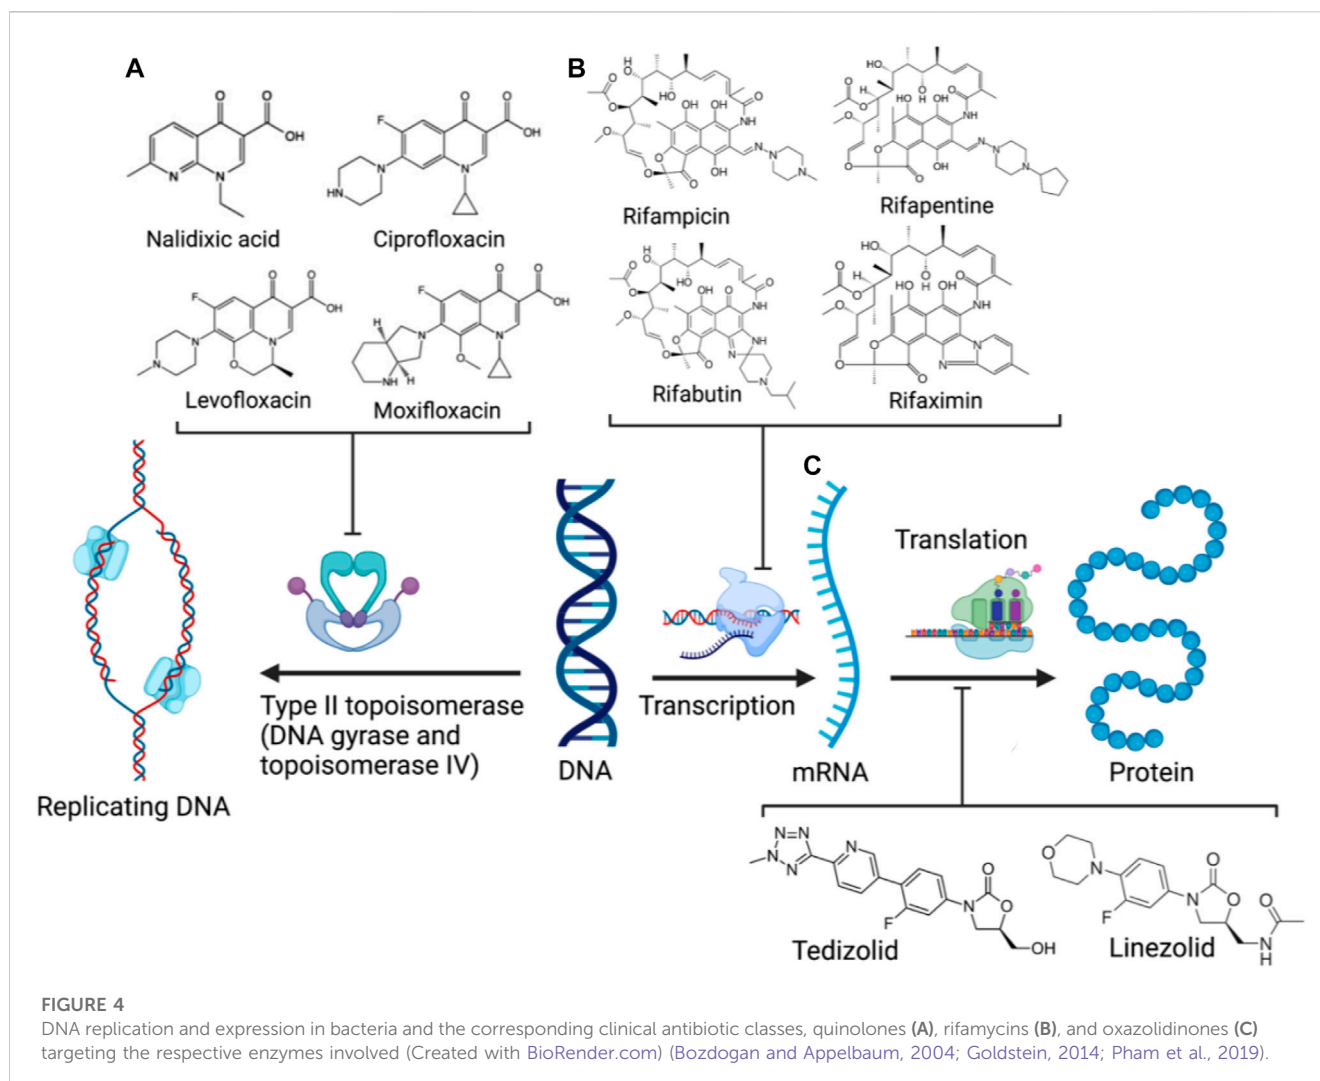 A
B
Nalidixic acid
Ciprofloxacin
Levofloxacin
Moxifloxacin
Rifampicin
Rifapentine
Rifabutin
Rifaximin
C
Translation
Type II topoisomerase
(DNA gyrase and
topoisomerase IV)
Transcription
Replicating DNA
DNA
mRNA
Protein
Tedizolid
Linezolid
FIGURE 4
DNA replication and expression in bacteria and the corresponding clinical antibiotic classes, quinolones (A), rifamycins (B), and oxazolidinones (C)
targeting the respective enzymes involved (Created with BioRender.com) (Bozdogan and Appelbaum, 2004; Goldstein, 2014; Pham et al., 2019).